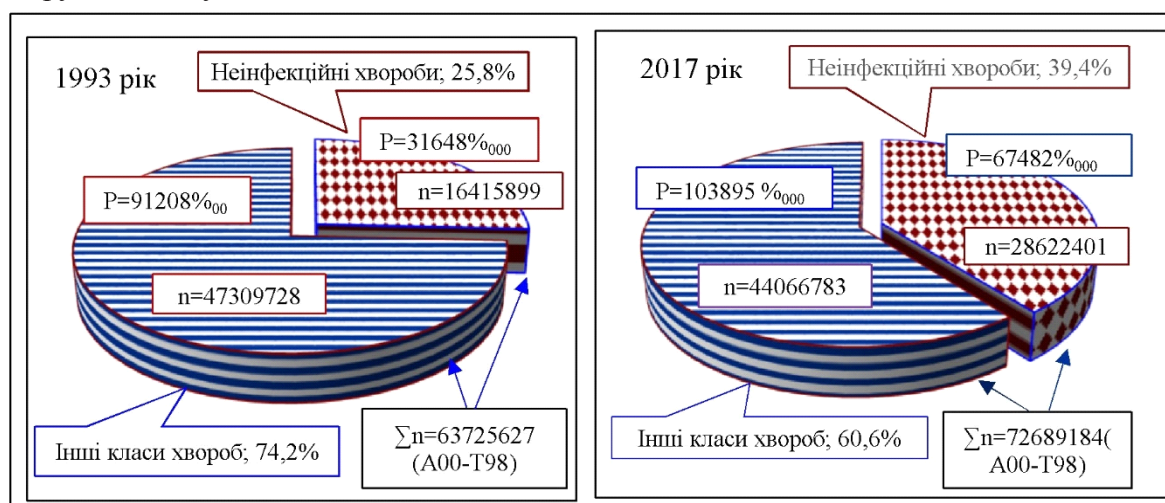 1993 рік
Неінфекційні хвороби; 25,8%
P=31648%000
n=16415899
P=91208%00
n=47309728
Інші класи хвороб; 74,2%
∑n=63725627
(A00-T98)
2017 рік
Неінфекційні хвороби; 39,4%
P=67482%000
P=103895 %000
n=28622401
n=44066783
Інші класи хвороб; 60,6%
∑n=72689184(
A00-T98)